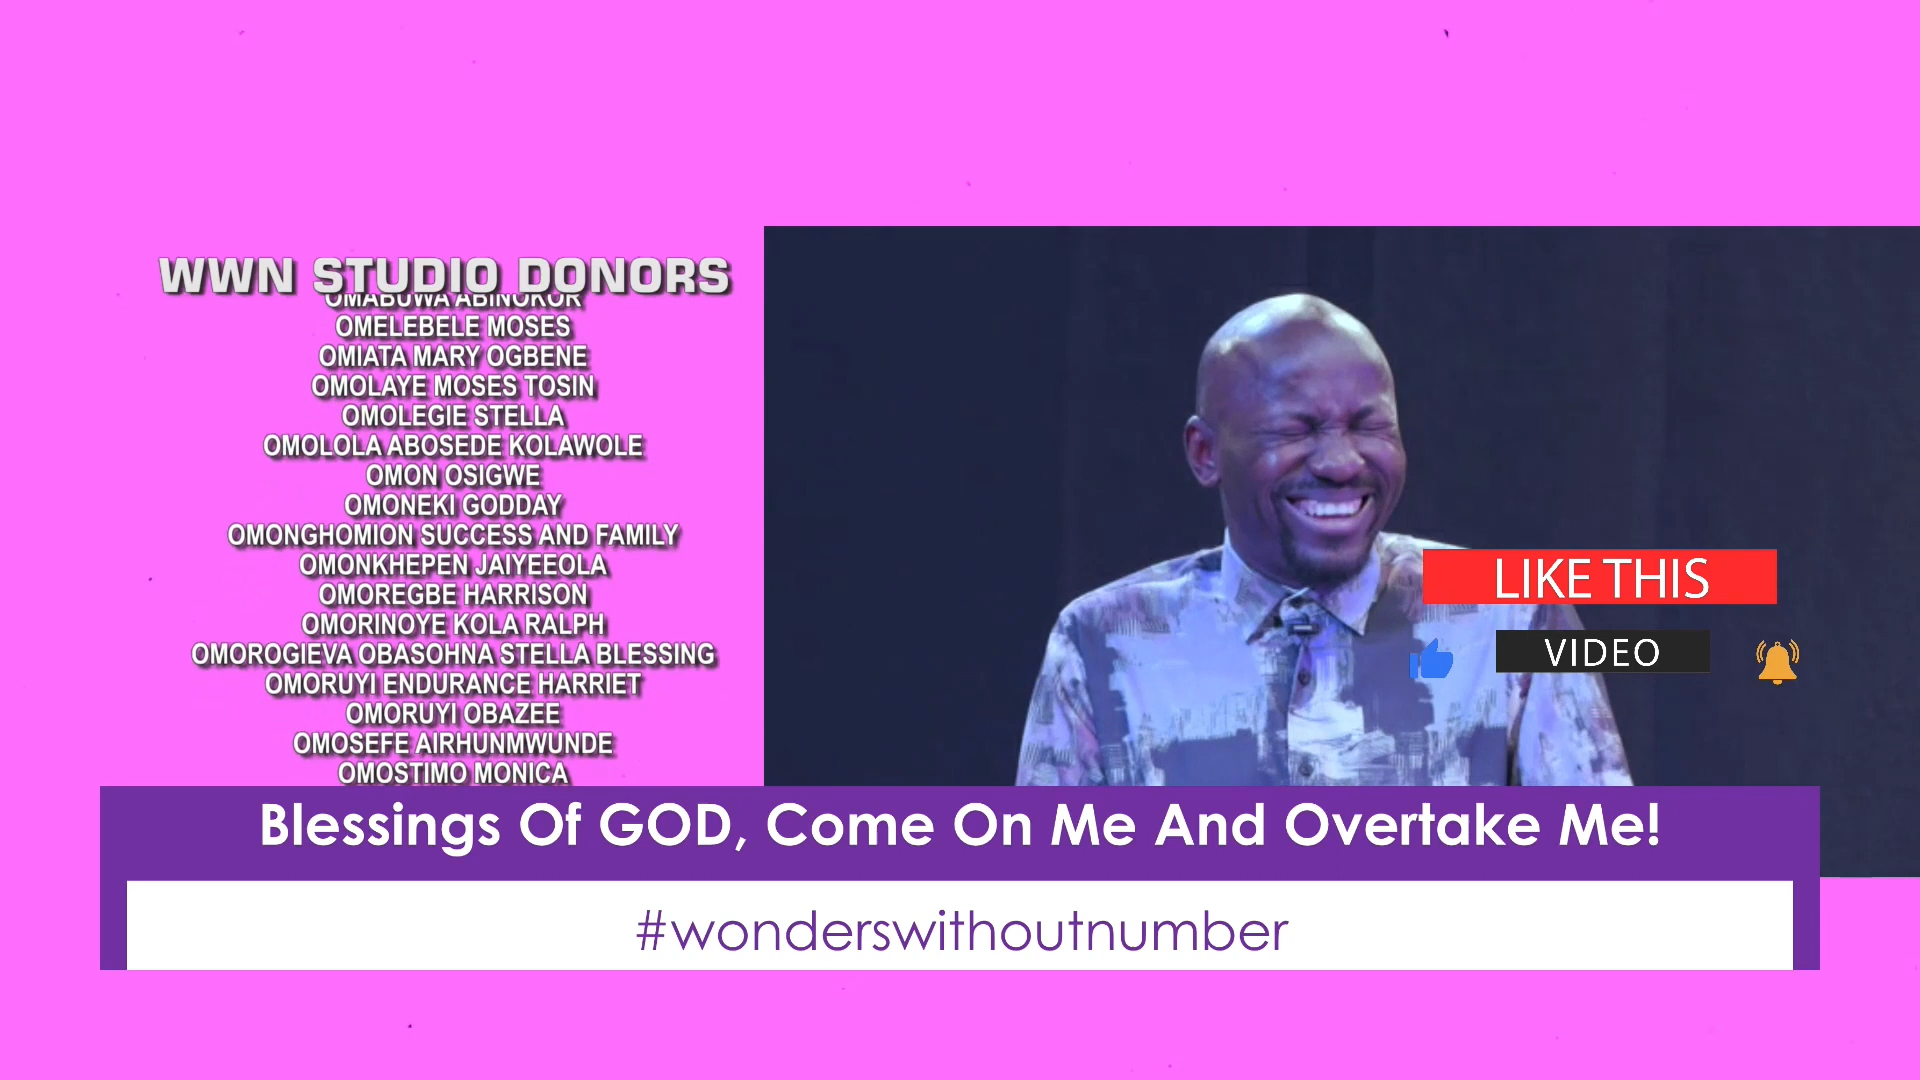 WWN STUDIO DONORS
OMABUWA ABINOKOR
OMELEBELE MOSES
OMIATA MARY OGBENE
OMOLAYE MOSES TOSIN
OMOLEGIE STELLA
OMOLOLA ABOSEDE KOLAWOLE
OMON OSIGWE
OMONEKI GODDAY
OMONGHOMION SUCCESS AND FAMILY
OMONKHEPEN JAIYEEOLA
OMOREGBE HARRISON
OMORINOYE KOLA RALPH
OMOROGIEVA OBASOHNA STELLA BLESSING
OMORUYI ENDURANCE HARRIET
OMORUYI OBAZEE
OMOSEFE AIRHUNMWUNDE
OMOSTIMO MONICA
LIKE THIS
VIDEO
Blessings Of GOD, Come On Me And Overtake Me!
#wonderswithoutnumber